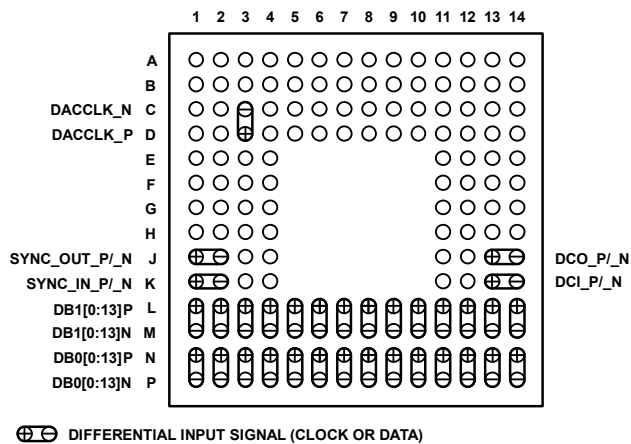 1 2 3 4 5 6 7 8 9 10 11 12 13 14
A
B
DACCLK_N C
DACCLK_P D
E
F
G
H
SYNC_OUT_P/_N J DCO_P/_N
SYNC_IN_P/_N K DCI_P/_N
DB1[0:13]P L
DB1[0:13]N M
DB0[0:13]P N
DB0[0:13]N P
DIFFERENTIAL INPUT SIGNAL (CLOCK OR DATA)